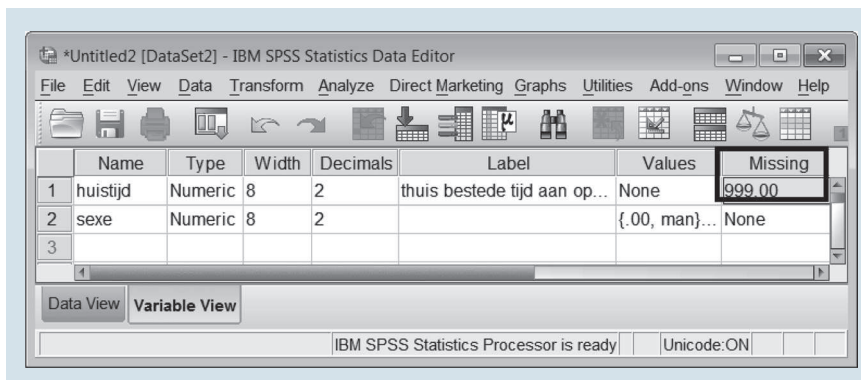 *Untitled2 [DataSet2] - IBM SPSS Statistics Data Editor
File Edit View Data Transform Analyze Direct Marketing Graphs Utilities Add-ons Window Help
Name Type Width Decimals Label Values Missing
1 huistijd Numeric 8 2 thuis bestede tijd aan op... None 999.00
2 sexe Numeric 8 2 {.00, man}... None
3
Data View Variable View
IBM SPSS Statistics Processor is ready Unicode:ON